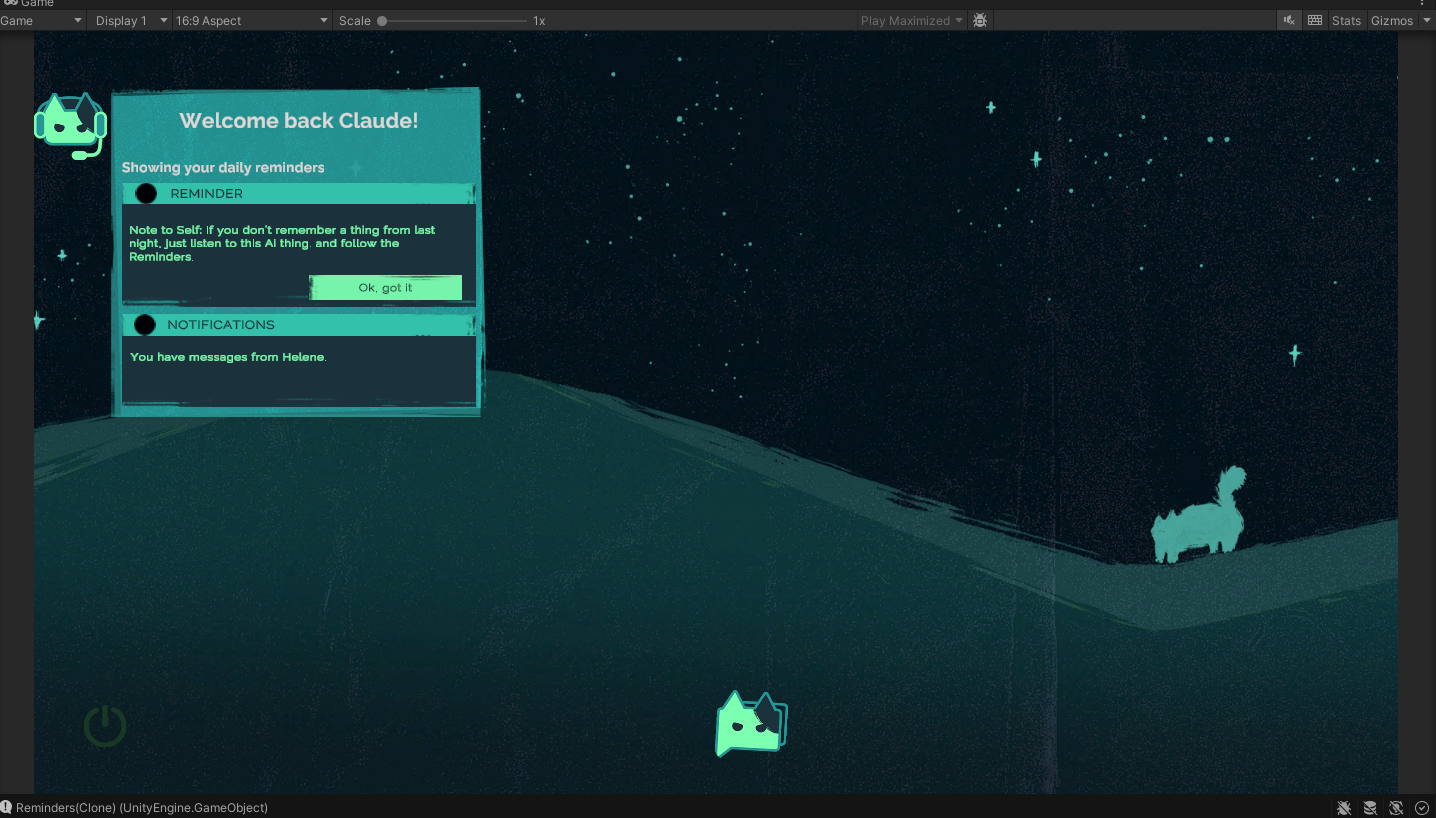 Game
Game
Display 1
16:9 Aspect
Scale
1x
Play Maximized
Stats
Gizmos
Welcome back Claude!
Showing your daily reminders
REMINDER
Note to Self: If you don't remember a thing from last
night, just listen to this Ai thing. and follow the
Reminders.
Ok, got it
NOTIFICATIONS
You have messages from Helene.
Reminders(Clone) (UnityEngine.GameObject)